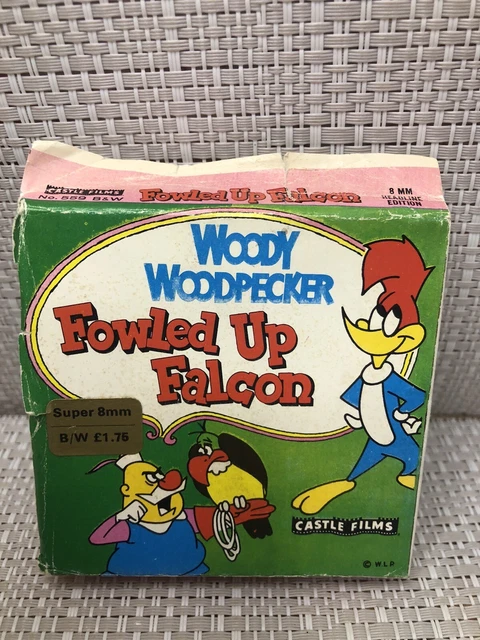 CASTLE FILMS
No. 559 B&W
Fowled Up Falcon
8 MM
HEADLINE
EDITION
WOODY
WOODPECKER
Fowled Up
Falcon
Super 8mm
B/W £1.75
CASTLE FILMS
© W.L.P.